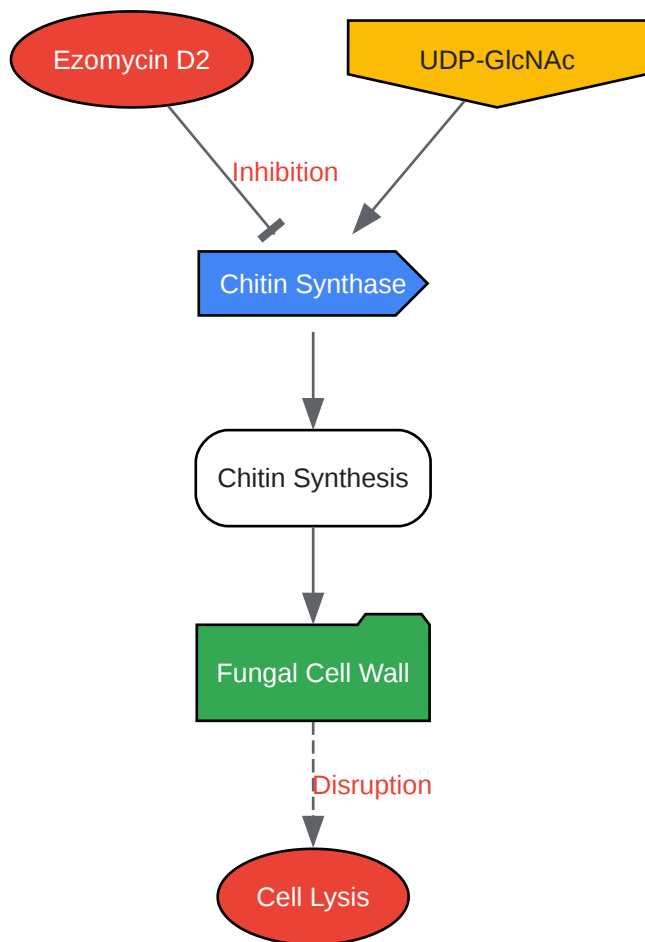 Ezomycin D2
UDP-GlcNAc
Inhibition
Chitin Synthase
Chitin Synthesis
Fungal Cell Wall
Disruption
Cell Lysis